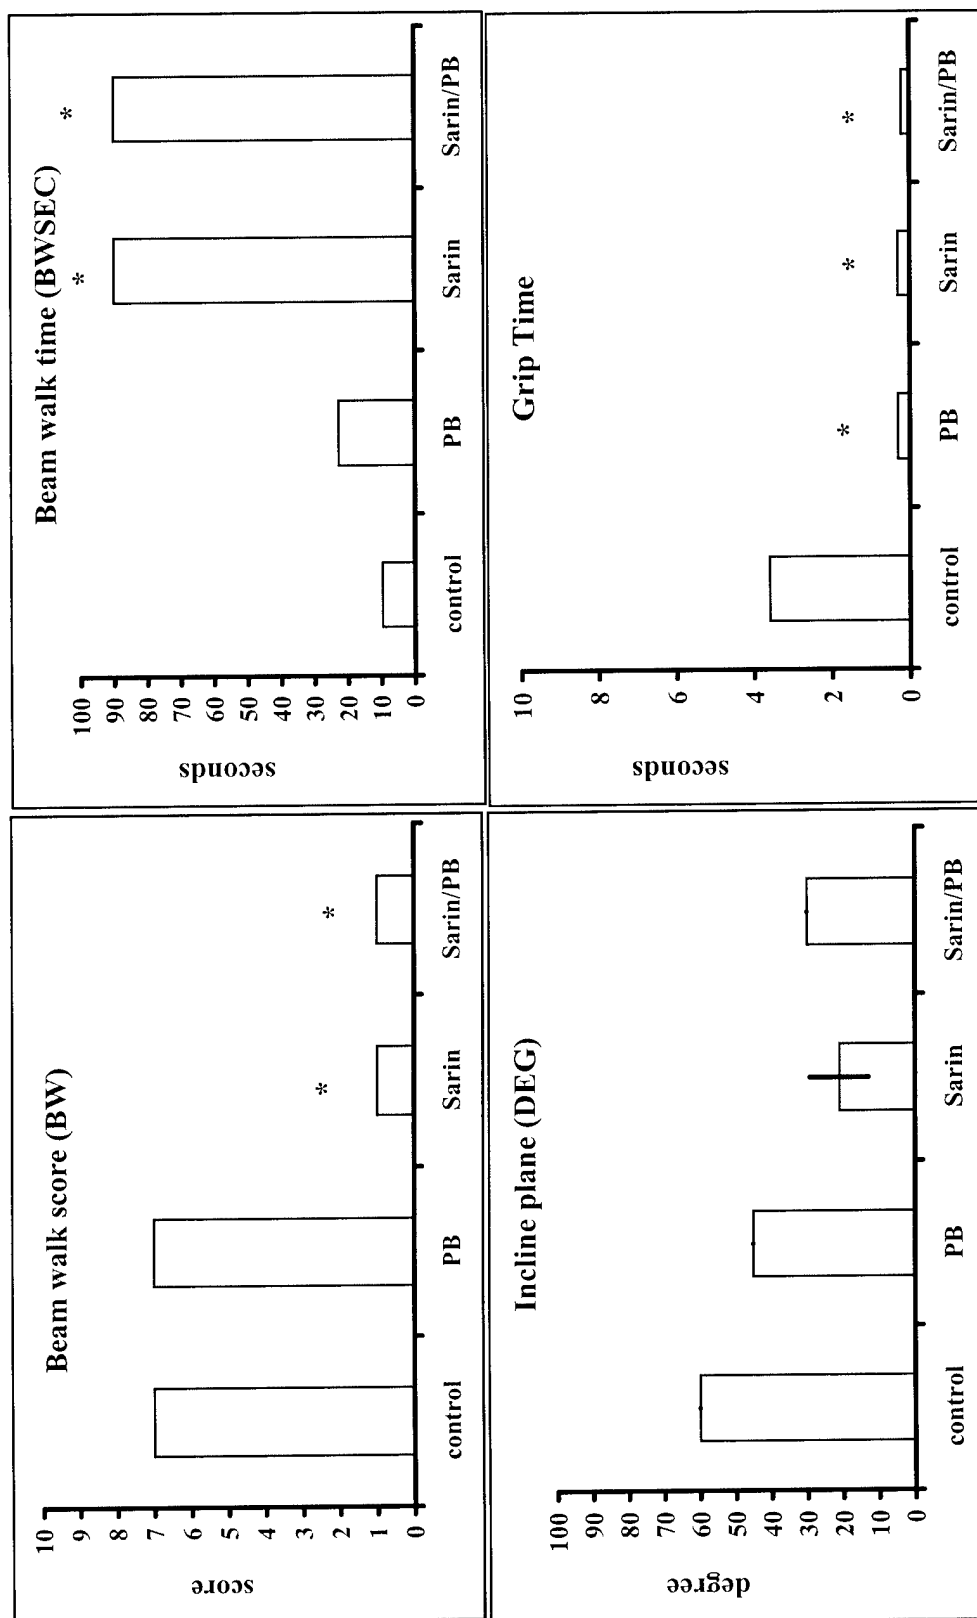 Beam walk score (BW)
score
10
9
8
7
6
5
4
3
2
1
0
*
*
control
PB
Sarin
Sarin/PB
Beam walk time (BWSEC)
seconds
100
90
80
70
60
50
40
30
20
10
0
*
*
control
PB
Sarin
Sarin/PB
Incline plane (DEG)
degree
100
90
80
70
60
50
40
30
20
10
0
control
PB
Sarin
Sarin/PB
Grip Time
seconds
10
8
6
4
2
0
*
*
*
control
PB
Sarin
Sarin/PB